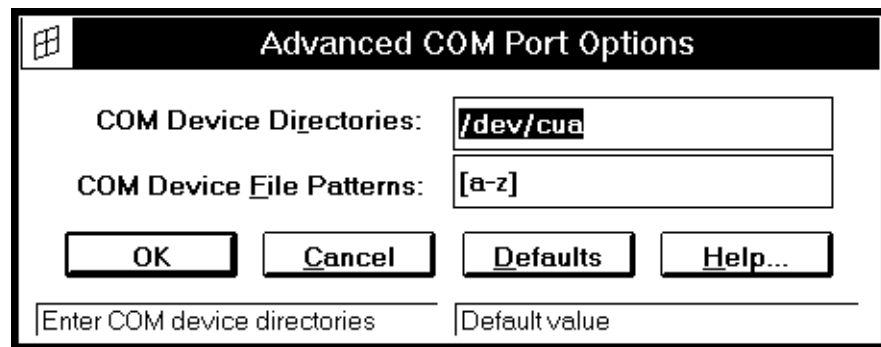 Advanced COM Port Options
COM Device Directories: /dev/cua
COM Device File Patterns: [a-z]
OK Cancel Defaults Help...
Enter COM device directories Default value